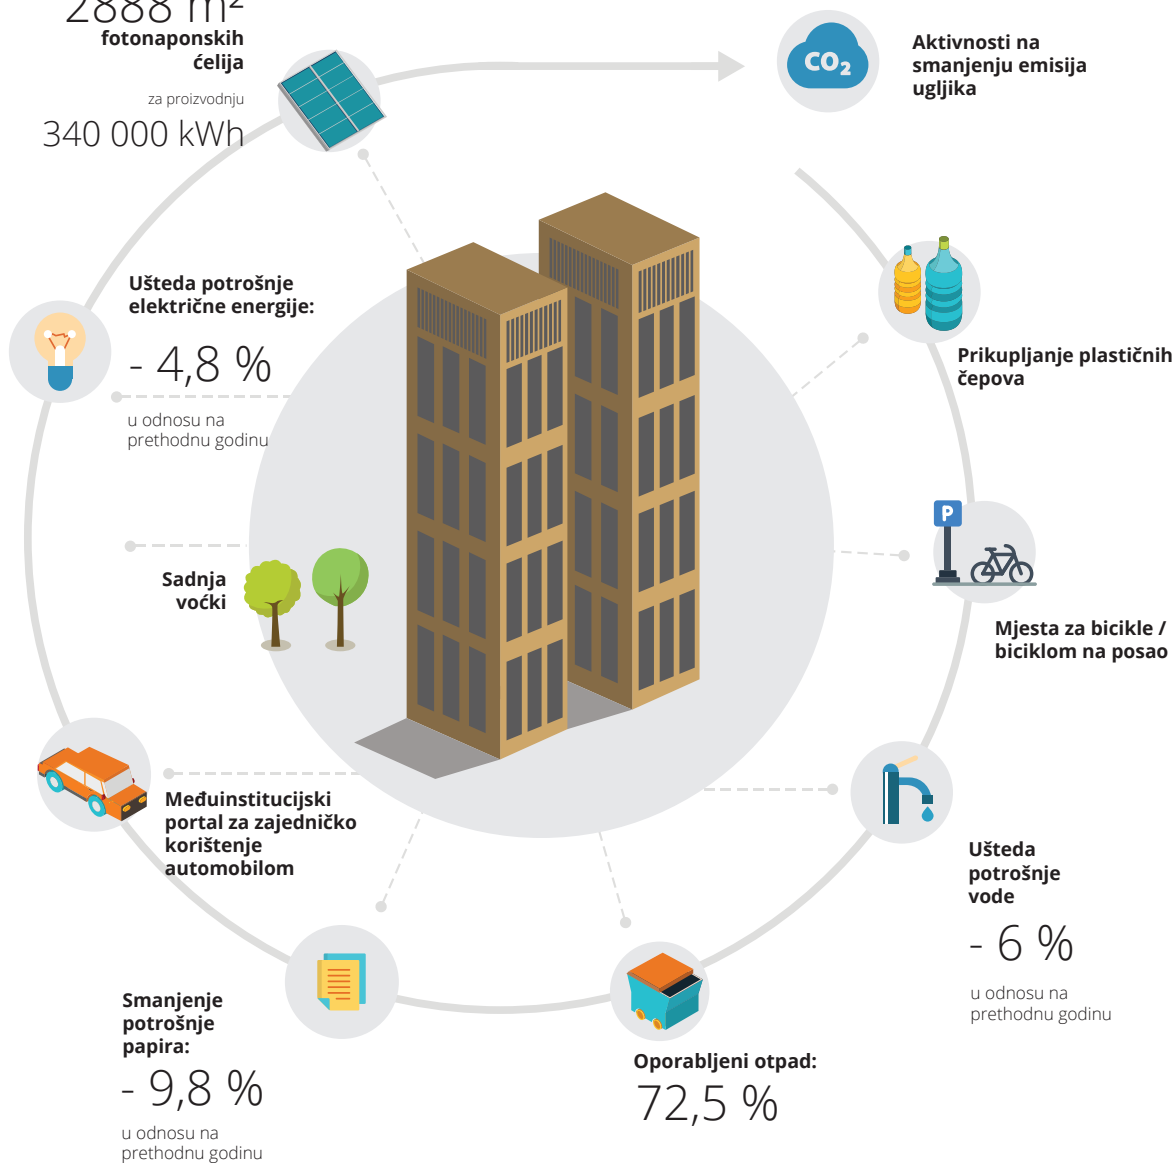 2888 m²
fotonaponskih
ćelija
za proizvodnju
340 000 kWh
CO₂
Aktivnosti na
smanjenju emisija
ugljika
Ušteda potrošnje
električne energije:
- 4,8 %
u odnosu na
prethodnu godinu
Prikupljanje plastičnih
čepova
P
Mjesta za bicikle /
biciklom na posao
Sadnja
voćki
Međuinstitucijski
portal za zajedničko
korištenje
automobilom
Ušteda
potrošnje
vode
- 6 %
u odnosu na
prethodnu godinu
Smanjenje
potrošnje
papira:
- 9,8 %
u odnosu na
prethodnu godinu
Oporabljeni otpad:
72,5 %